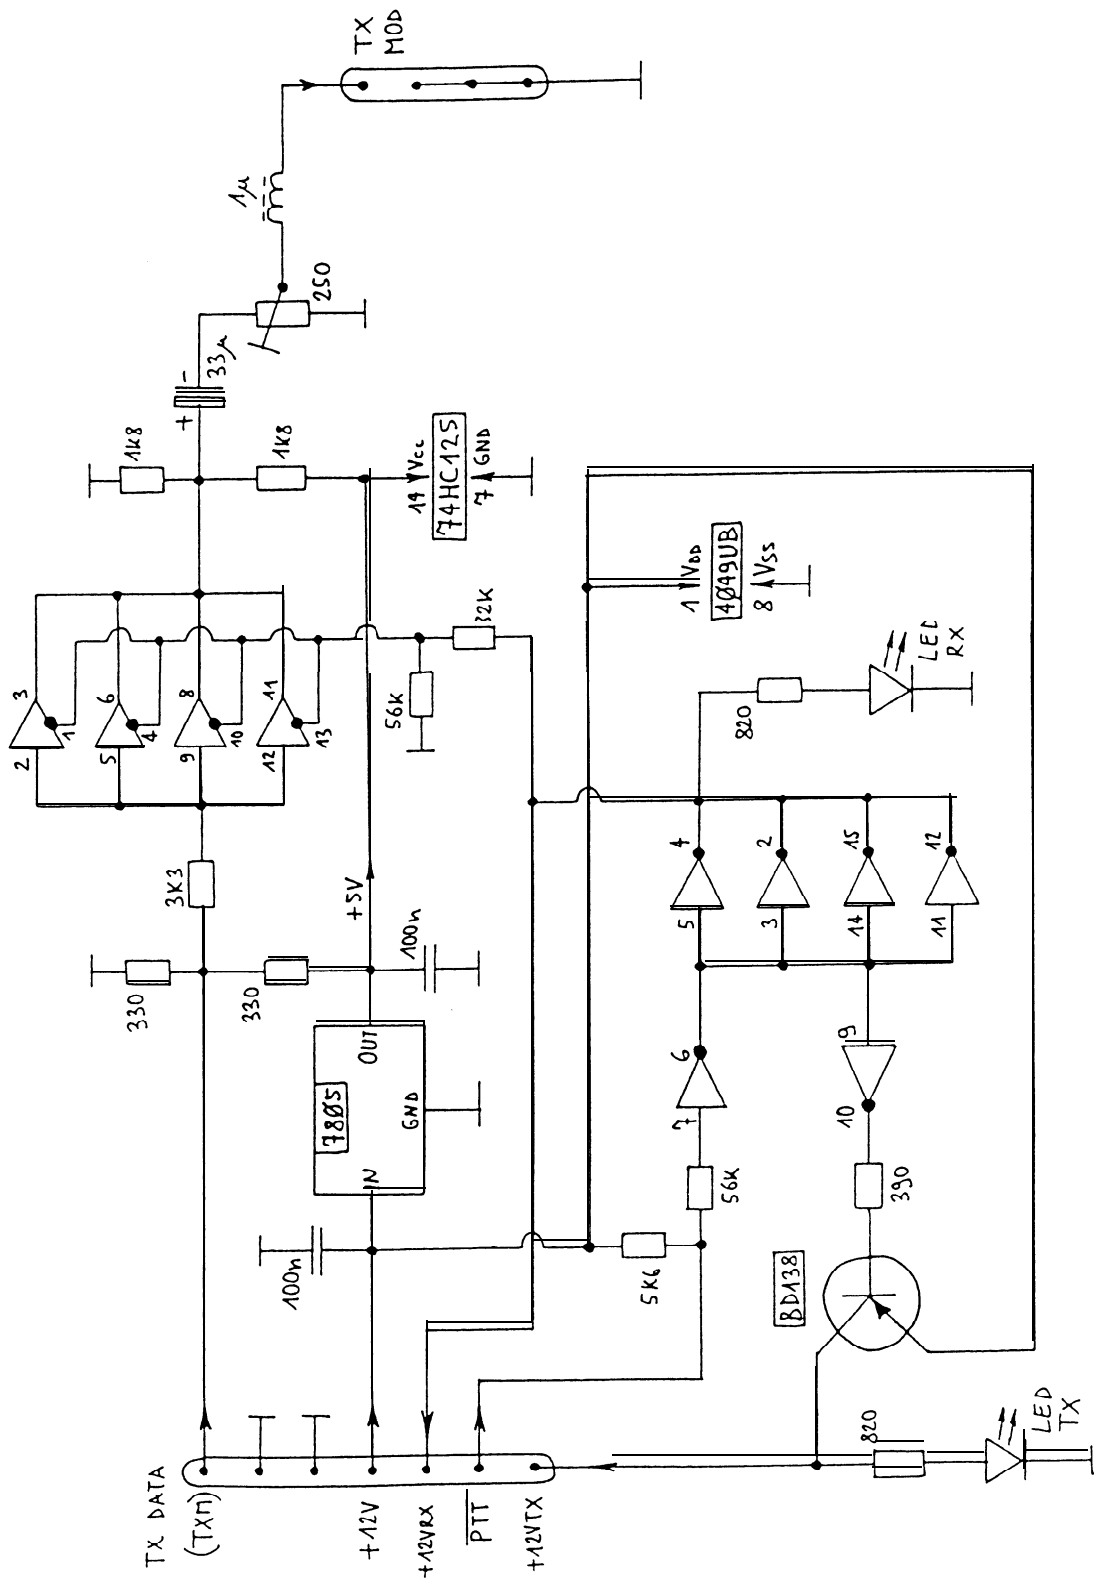 TX DATA
(TXM)
+12V
+12VRX
PTT
+12VTX
330
330
3K3
100n
7805
IN
OUT
GND
+5V
100n
2
3
1
5
6
4
9
8
10
12
11
13
1K8
1K8
+
-
33µ
250
1µ
TX
MOD
14 Vcc
74HC125
7 GND
56K
82K
1 VDD
4049UB
8 VSS
5K6
56K
7
6
5
4
3
2
14
15
11
12
9
10
390
BD138
820
LED
RX
820
LED
TX